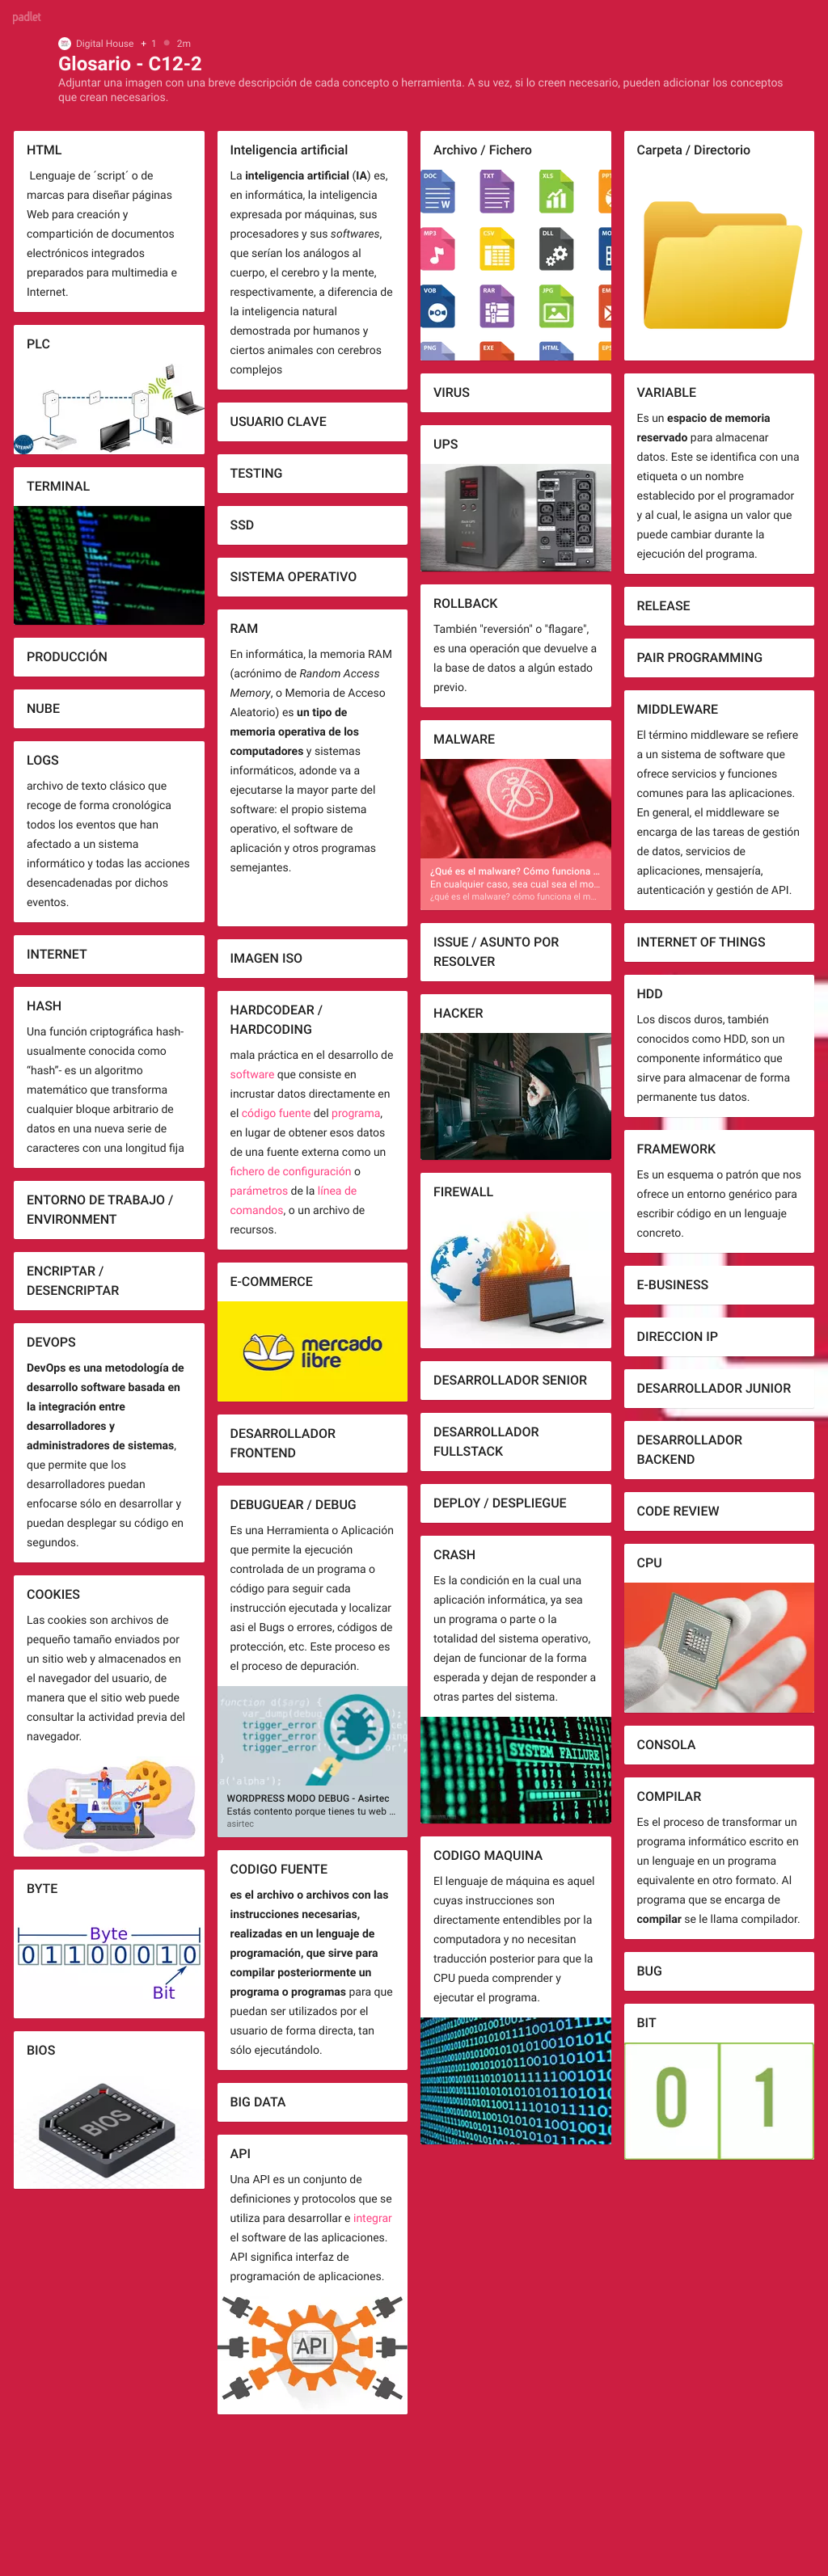 padlet
Digital House + 1 • 2m
Glosario - C12-2
Adjuntar una imagen con una breve descripción de cada concepto o herramienta. A su vez, si lo creen necesario, pueden adicionar los conceptos
que crean necesarios.
HTML
Lenguaje de ´script´ o de
marcas para diseñar páginas
Web para creación y
compartición de documentos
electrónicos integrados
preparados para multimedia e
Internet.
PLC
INTERNET
TERMINAL
PRODUCCIÓN
NUBE
LOGS
archivo de texto clásico que
recoge de forma cronológica
todos los eventos que han
afectado a un sistema
informático y todas las acciones
desencadenadas por dichos
eventos.
INTERNET
HASH
Una función criptográfica hash-
usualmente conocida como
“hash”- es un algoritmo
matemático que transforma
cualquier bloque arbitrario de
datos en una nueva serie de
caracteres con una longitud fija
ENTORNO DE TRABAJO /
ENVIRONMENT
ENCRIPTAR /
DESENCRIPTAR
DEVOPS
DevOps es una metodología de
desarrollo software basada en
la integración entre
desarrolladores y
administradores de sistemas,
que permite que los
desarrolladores puedan
enfocarse sólo en desarrollar y
puedan desplegar su código en
segundos.
COOKIES
Las cookies son archivos de
pequeño tamaño enviados por
un sitio web y almacenados en
el navegador del usuario, de
manera que el sitio web puede
consultar la actividad previa del
navegador.
BYTE
Byte
0 1 1 0 0 0 1 0
Bit
BIOS
BIOS
Inteligencia artificial
La inteligencia artificial (IA) es,
en informática, la inteligencia
expresada por máquinas, sus
procesadores y sus softwares,
que serían los análogos al
cuerpo, el cerebro y la mente,
respectivamente, a diferencia de
la inteligencia natural
demostrada por humanos y
ciertos animales con cerebros
complejos
USUARIO CLAVE
TESTING
SSD
SISTEMA OPERATIVO
RAM
En informática, la memoria RAM
(acrónimo de Random Access
Memory, o Memoria de Acceso
Aleatorio) es un tipo de
memoria operativa de los
computadores y sistemas
informáticos, adonde va a
ejecutarse la mayor parte del
software: el propio sistema
operativo, el software de
aplicación y otros programas
semejantes.
IMAGEN ISO
HARDCODEAR /
HARDCODING
mala práctica en el desarrollo de
software que consiste en
incrustar datos directamente en
el código fuente del programa,
en lugar de obtener esos datos
de una fuente externa como un
fichero de configuración o
parámetros de la línea de
comandos, o un archivo de
recursos.
E-COMMERCE
mercado
libre
DESARROLLADOR
FRONTEND
DEBUGUEAR / DEBUG
Es una Herramienta o Aplicación
que permite la ejecución
controlada de un programa o
código para seguir cada
instrucción ejecutada y localizar
asi el Bugs o errores, códigos de
protección, etc. Este proceso es
el proceso de depuración.
function a($arg) {
var_dump(debug
trigger_error
trigger_error
trigger_error
a('alpha');
WORDPRESS MODO DEBUG - Asirtec
Estás contento porque tienes tu web ...
asirtec
CODIGO FUENTE
es el archivo o archivos con las
instrucciones necesarias,
realizadas en un lenguaje de
programación, que sirve para
compilar posteriormente un
programa o programas para que
puedan ser utilizados por el
usuario de forma directa, tan
sólo ejecutándolo.
BIG DATA
API
Una API es un conjunto de
definiciones y protocolos que se
utiliza para desarrollar e integrar
el software de las aplicaciones.
API significa interfaz de
programación de aplicaciones.
API
Archivo / Fichero
DOC TXT XLS
W T
MP3 CSV DLL
VOB RAR JPG
PNG EXE HTML
VIRUS
UPS
ROLLBACK
También "reversión" o "flagare",
es una operación que devuelve a
la base de datos a algún estado
previo.
MALWARE
¿Qué es el malware? Cómo funciona ...
En cualquier caso, sea cual sea el mo...
¿qué es el malware? cómo funciona el m...
ISSUE / ASUNTO POR
RESOLVER
HACKER
FIREWALL
DESARROLLADOR SENIOR
DESARROLLADOR
FULLSTACK
DEPLOY / DESPLIEGUE
CRASH
Es la condición en la cual una
aplicación informática, ya sea
un programa o parte o la
totalidad del sistema operativo,
dejan de funcionar de la forma
esperada y dejan de responder a
otras partes del sistema.
SYSTEM FAILURE
CODIGO MAQUINA
El lenguaje de máquina es aquel
cuyas instrucciones son
directamente entendibles por la
computadora y no necesitan
traducción posterior para que la
CPU pueda comprender y
ejecutar el programa.
Carpeta / Directorio
VARIABLE
Es un espacio de memoria
reservado para almacenar
datos. Este se identifica con una
etiqueta o un nombre
establecido por el programador
y al cual, le asigna un valor que
puede cambiar durante la
ejecución del programa.
RELEASE
PAIR PROGRAMMING
MIDDLEWARE
El término middleware se refiere
a un sistema de software que
ofrece servicios y funciones
comunes para las aplicaciones.
En general, el middleware se
encarga de las tareas de gestión
de datos, servicios de
aplicaciones, mensajería,
autenticación y gestión de API.
INTERNET OF THINGS
HDD
Los discos duros, también
conocidos como HDD, son un
componente informático que
sirve para almacenar de forma
permanente tus datos.
FRAMEWORK
Es un esquema o patrón que nos
ofrece un entorno genérico para
escribir código en un lenguaje
concreto.
E-BUSINESS
DIRECCION IP
DESARROLLADOR JUNIOR
DESARROLLADOR
BACKEND
CODE REVIEW
CPU
CONSOLA
COMPILAR
Es el proceso de transformar un
programa informático escrito en
un lenguaje en un programa
equivalente en otro formato. Al
programa que se encarga de
compilar se le llama compilador.
BUG
BIT
0 1